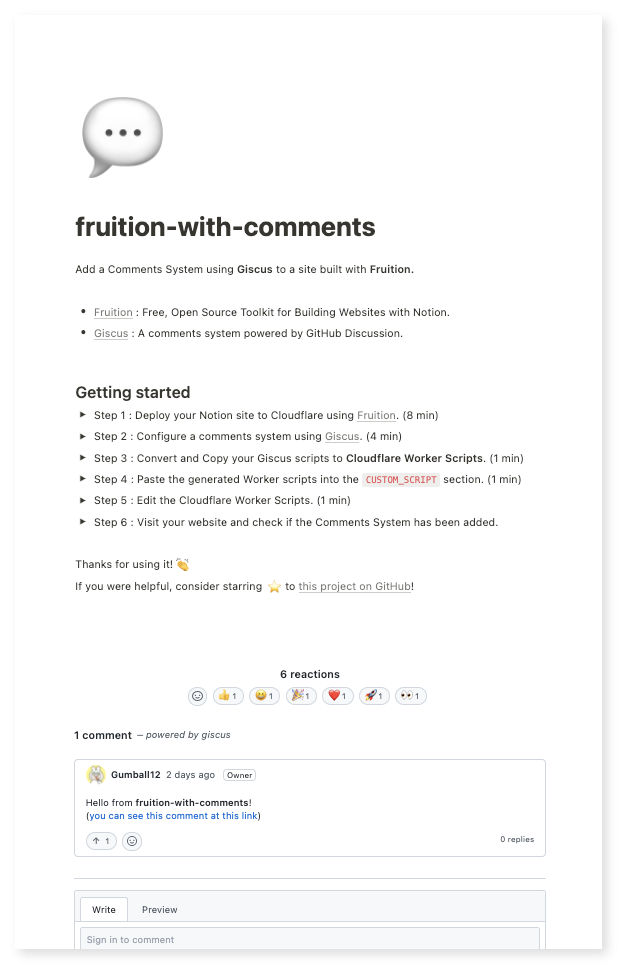 fruition-with-comments
Add a Comments System using Giscus to a site built with Fruition.
• Fruition : Free, Open Source Toolkit for Building Websites with Notion.
• Giscus : A comments system powered by GitHub Discussion.
Getting started
Step 1 : Deploy your Notion site to Cloudflare using Fruition. (8 min)
Step 2 : Configure a comments system using Giscus. (4 min)
Step 3 : Convert and Copy your Giscus scripts to Cloudflare Worker Scripts. (1 min)
Step 4 : Paste the generated Worker scripts into the CUSTOM_SCRIPT section. (1 min)
Step 5 : Edit the Cloudflare Worker Scripts. (1 min)
Step 6 : Visit your website and check if the Comments System has been added.
Thanks for using it! 👏
If you were helpful, consider starring ⭐ to this project on GitHub!
6 reactions
👍 1 😀 1 🎉 1 ❤️ 1 🚀 1 👀 1
1 comment – powered by giscus
Gumball12 2 days ago Owner
Hello from fruition-with-comments!
(you can see this comment at this link)
↑ 1 0 replies
Write Preview
Sign in to comment